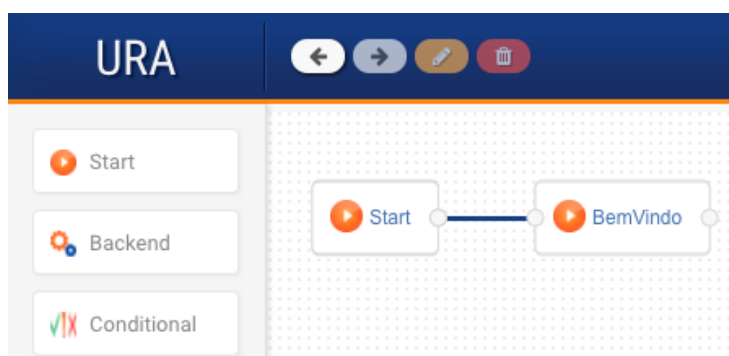 URA
Start
Start
BemVindo
Backend
Conditional